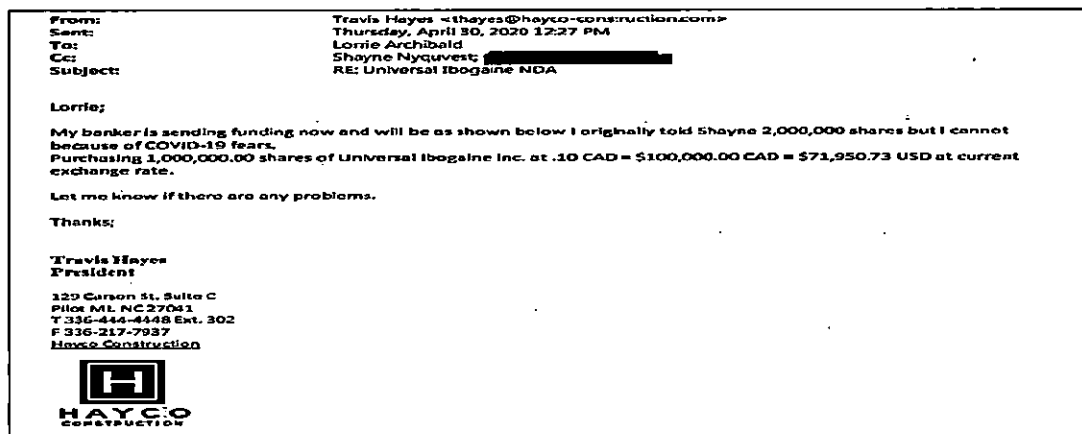 From: Travis Hayes <thayes@hayco-construction.com>
Sent: Thursday, April 30, 2020 12:27 PM
To: Lorrie Archibald
Cc: Shayne Nyquvest;
Subject: RE: Universal Ibogaine NDA
Lorrie;
My banker is sending funding now and will be as shown below I originally told Shayne 2,000,000 shares but I cannot
because of COVID-19 fears.
Purchasing 1,000,000.00 shares of Universal Ibogaine Inc. at .10 CAD = $100,000.00 CAD = $71,950.73 USD at current
exchange rate.
Let me know if there are any problems.
Thanks;
Travis Hayes
President
129 Carson St. Suite C
Pilot Mt. NC 27041
T 336-444-4448 Ext. 302
F 336-217-7937
Hayco Construction
H
HAYCO
CONSTRUCTION